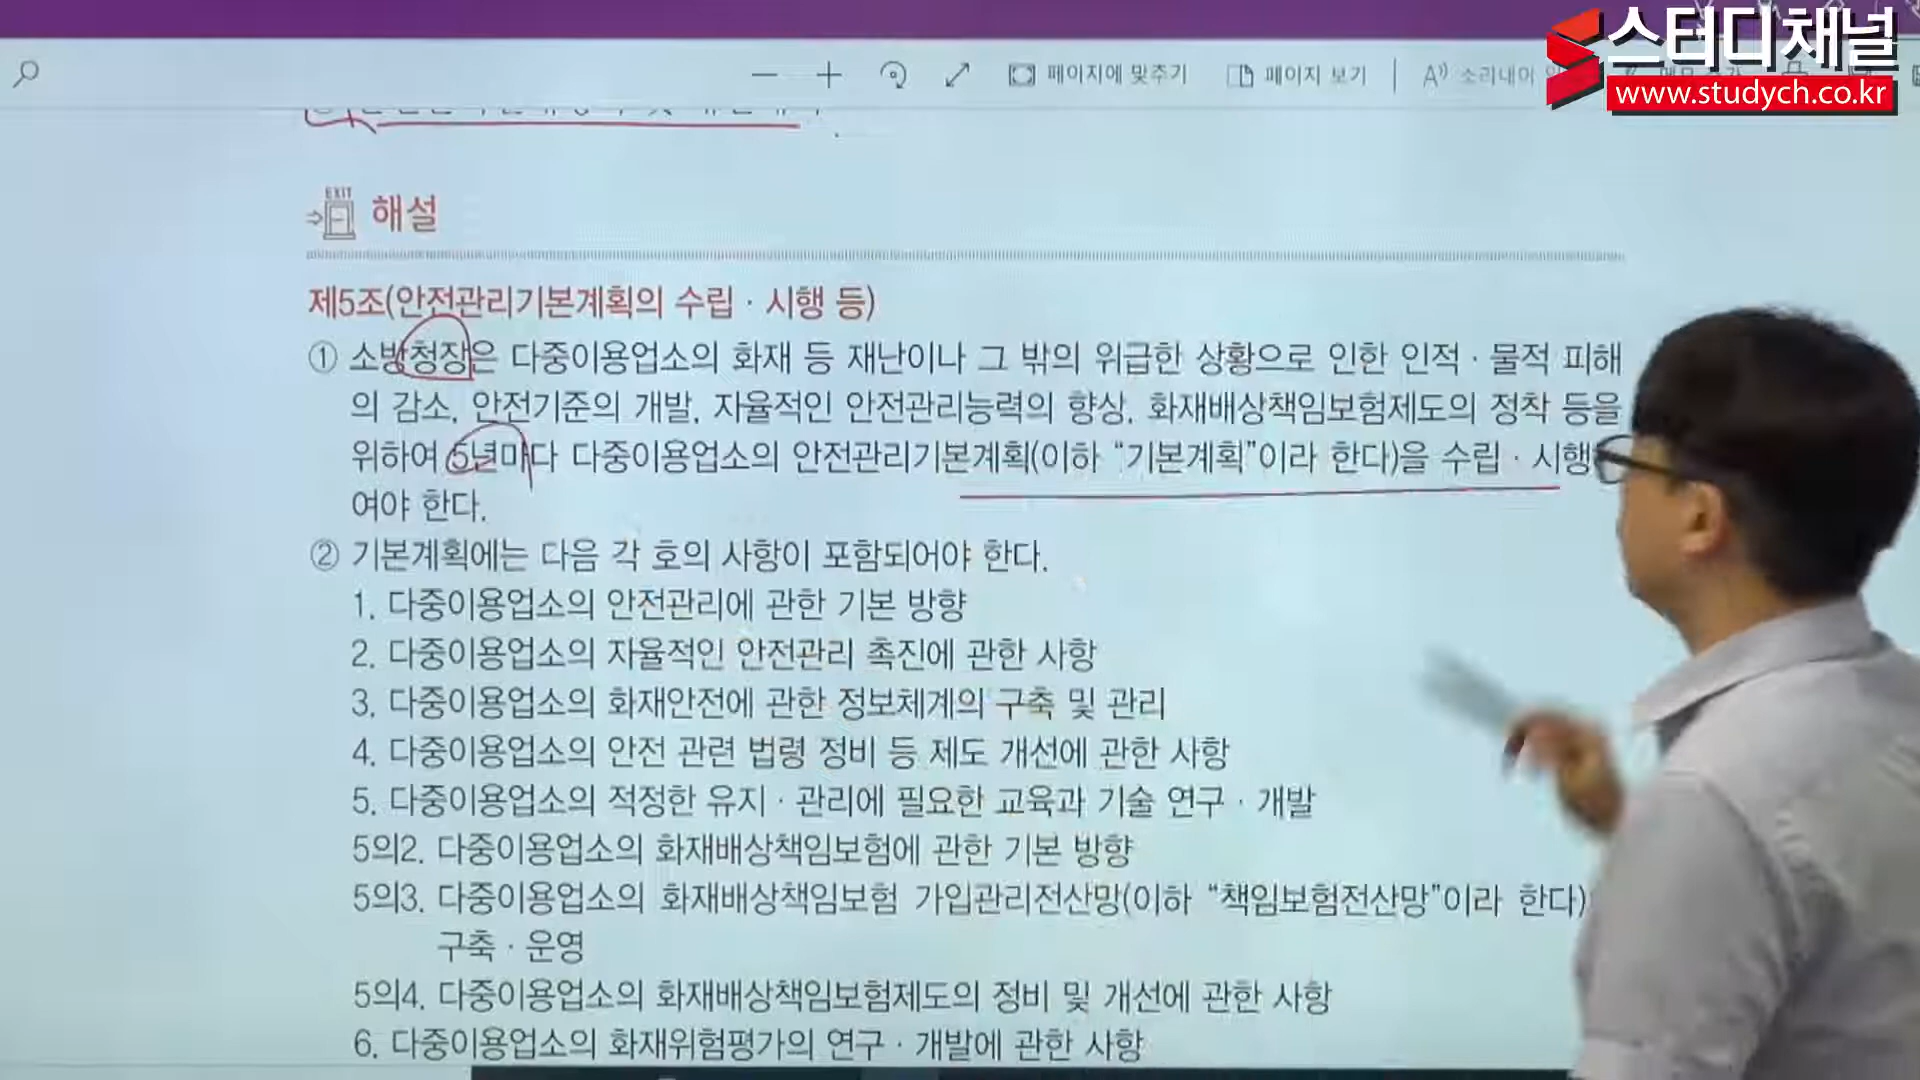 스터디채널
www.studych.co.kr
페이지에 맞추기
페이지 보기
소리내어
EXIT
해설
제5조(안전관리기본계획의 수립 · 시행 등)
① 소방청장은 다중이용업소의 화재 등 재난이나 그 밖의 위급한 상황으로 인한 인적 · 물적 피해
의 감소, 안전기준의 개발, 자율적인 안전관리능력의 향상, 화재배상책임보험제도의 정착 등을
위하여 5년마다 다중이용업소의 안전관리기본계획(이하 “기본계획”이라 한다)을 수립 · 시행
여야 한다.
② 기본계획에는 다음 각 호의 사항이 포함되어야 한다.
1. 다중이용업소의 안전관리에 관한 기본 방향
2. 다중이용업소의 자율적인 안전관리 촉진에 관한 사항
3. 다중이용업소의 화재안전에 관한 정보체계의 구축 및 관리
4. 다중이용업소의 안전 관련 법령 정비 등 제도 개선에 관한 사항
5. 다중이용업소의 적정한 유지 · 관리에 필요한 교육과 기술 연구 · 개발
5의2. 다중이용업소의 화재배상책임보험에 관한 기본 방향
5의3. 다중이용업소의 화재배상책임보험 가입관리전산망(이하 “책임보험전산망”이라 한다)
구축 · 운영
5의4. 다중이용업소의 화재배상책임보험제도의 정비 및 개선에 관한 사항
6. 다중이용업소의 화재위험평가의 연구 · 개발에 관한 사항